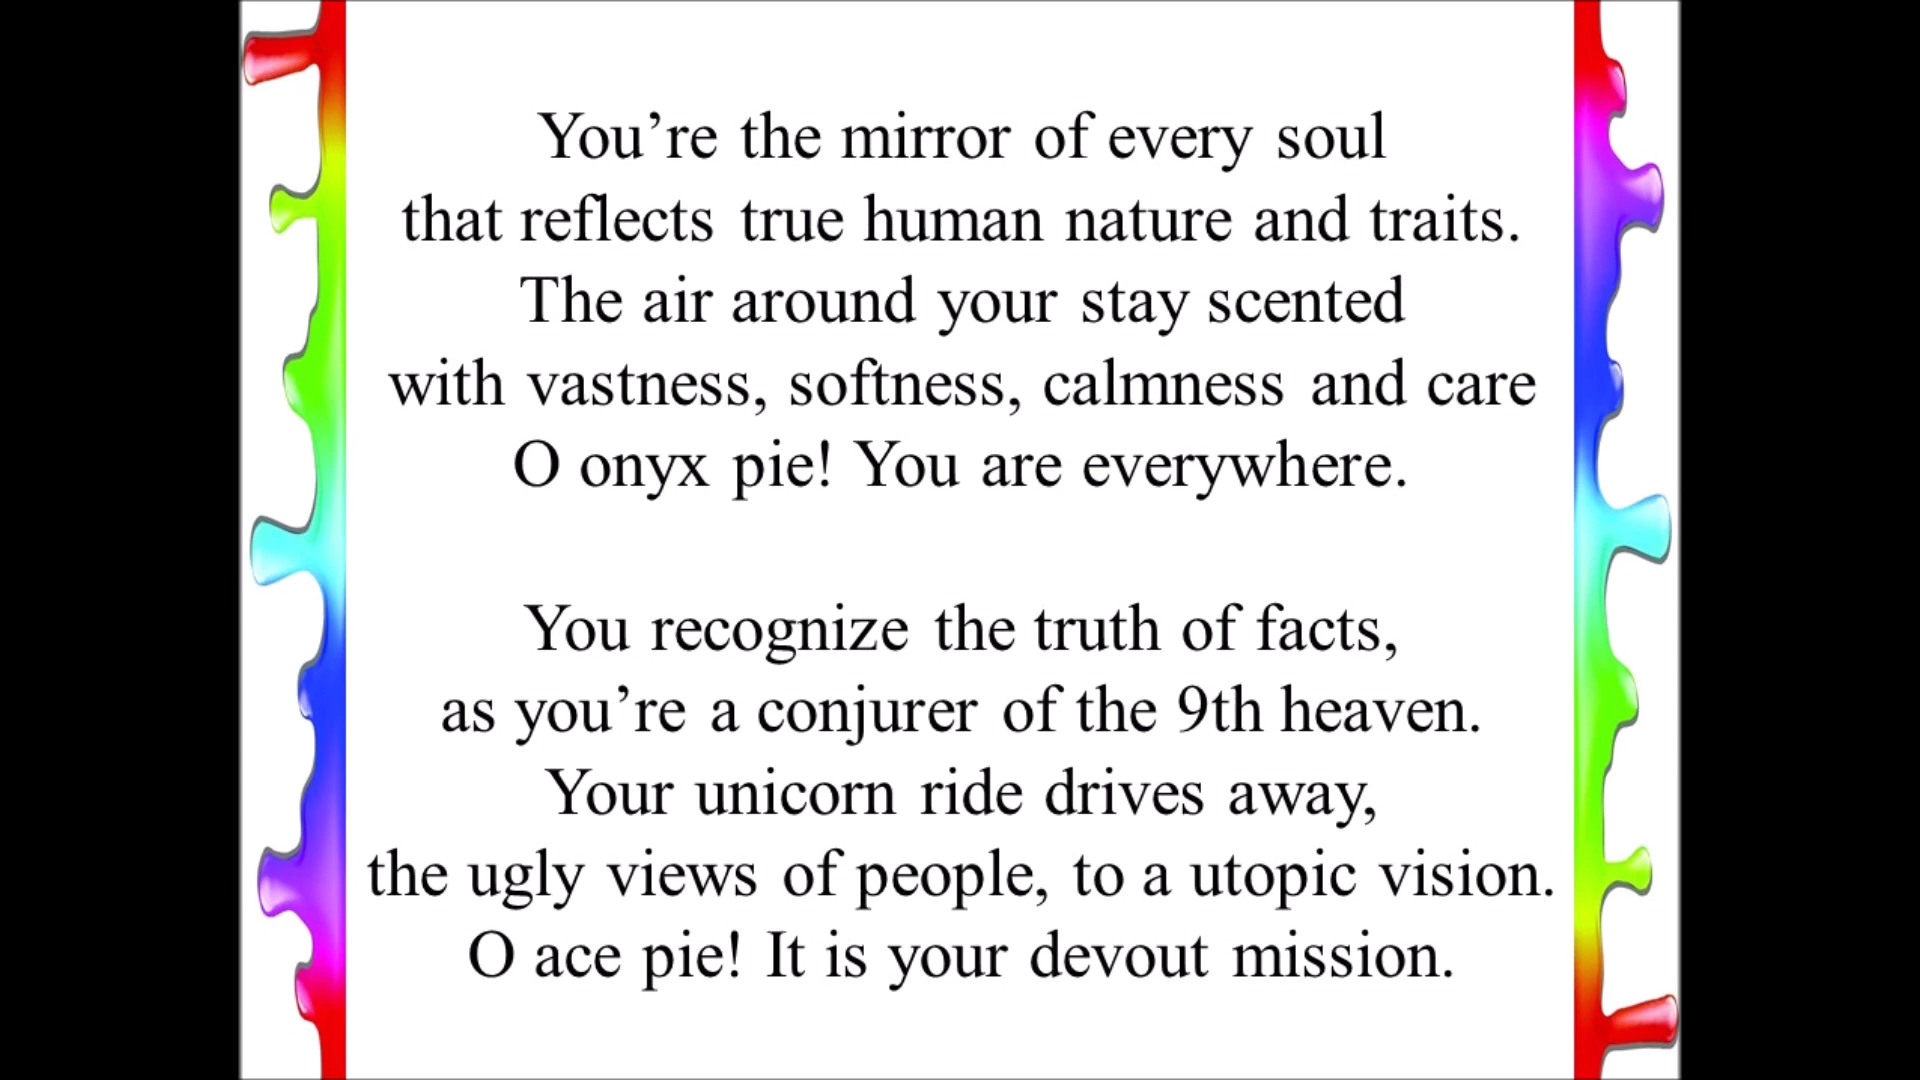 You’re the mirror of every soul
that reflects true human nature and traits.
The air around your stay scented
with vastness, softness, calmness and care
O onyx pie! You are everywhere.
You recognize the truth of facts,
as you’re a conjurer of the 9th heaven.
Your unicorn ride drives away,
the ugly views of people, to a utopic vision.
O ace pie! It is your devout mission.